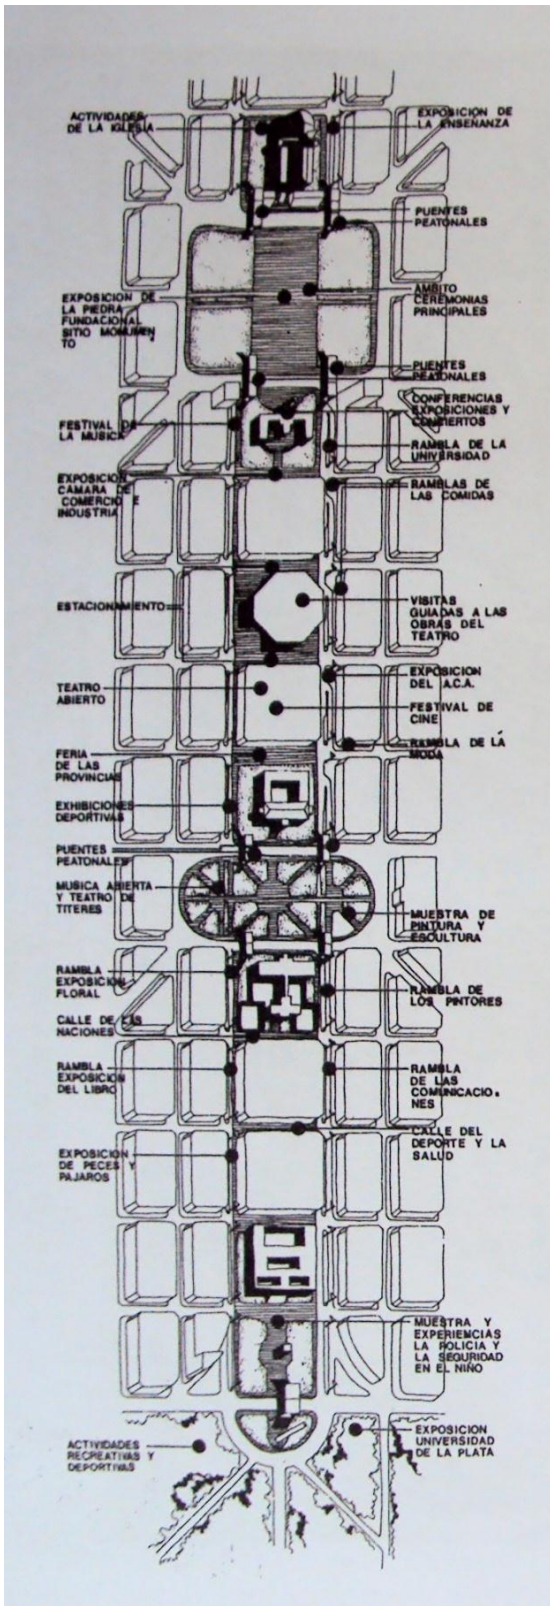 ACTIVIDADES
DE LA IGLESIA
EXPOSICION DE
LA ENSEÑANZA
PUENTES
PEATONALES
EXPOSICION DE
LA PIEDRA
FUNDACIONAL
SITIO MONUMEN
TO
AMBITO
CEREMONIAS
PRINCIPALES
PUENTES
PEATONALES
CONFERENCIAS
EXPOSICIONES Y
CONCIERTOS
FESTIVAL DE
LA MUSICA
RAMBLA DE LA
UNIVERSIDAD
EXPOSICION
CAMARA DE
COMERCIO E
INDUSTRIA
RAMBLAS DE
LAS COMIDAS
ESTACIONAMIENTO
VISITAS
GUIADAS A LAS
OBRAS DEL
TEATRO
EXPOSICION
DEL A.C.A.
TEATRO
ABIERTO
FESTIVAL DE
CINE
FERIA
DE LAS
PROVINCIAS
RAMBLA DE LA
MODA
EXHIBICIONES
DEPORTIVAS
PUENTES
PEATONALES
MUSICA ABIERTA
Y TEATRO DE
TITERES
MUESTRA DE
PINTURA Y
ESCULTURA
RAMBLA
EXPOSICION
FLORAL
RAMBLA DE
LOS PINTORES
CALLE DE LAS
NACIONES
RAMBLA
EXPOSICION
DEL LIBRO
RAMBLA
DE LAS
COMUNICACIO.
NES
CALLE DEL
DEPORTE Y LA
SALUD
EXPOSICION
DE PECES Y
PAJAROS
MUESTRA Y
EXPERIENCIAS
LA POLICIA Y
LA SEGURIDAD
EN EL NIÑO
ACTIVIDADES
RECREATIVAS Y
DEPORTIVAS
EXPOSICION
UNIVERSIDAD
DE LA PLATA